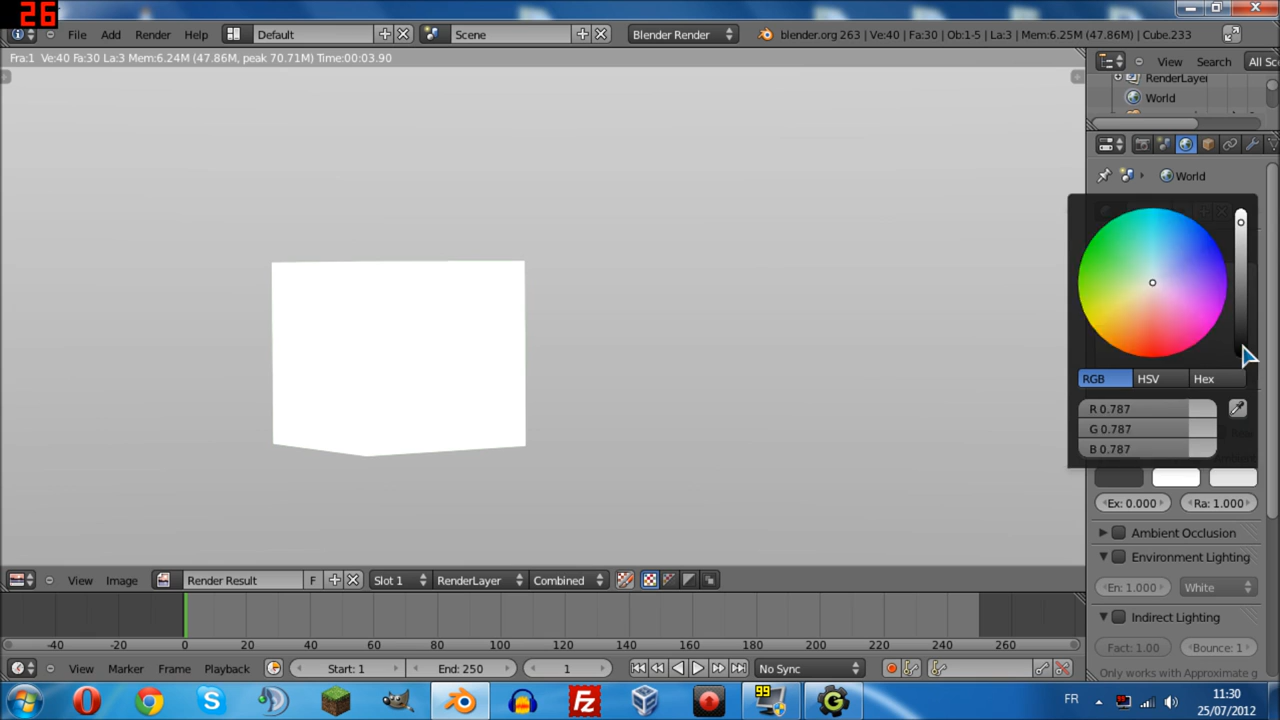 26
File Add Render Help Default Scene Blender Render blender.org 263 | Ve:40 | Fa:30 | Ob:1-5 | La:3 | Mem:6.25M (47.86M) | Cube.233
Fra:1 Ve:40 Fa:30 La:3 Mem:6.24M (47.86M, peak 70.71M) Time:00:03.90
View Search All Sc
RenderLayer
World
World
RGB HSV Hex
R 0.787
G 0.787
B 0.787
Ex: 0.000 Ra: 1.000
Ambient Occlusion
Environment Lighting
En: 1.000 White
Indirect Lighting
Fact: 1.00 Bounce: 1
Only works with Approximate g
View Image Render Result F Slot 1 RenderLayer Combined
-40 -20 0 20 40 60 80 100 120 140 160 180 200 220 240 260
View Marker Frame Playback Start: 1 End: 250 1 No Sync
99
FR
11:30
25/07/2012